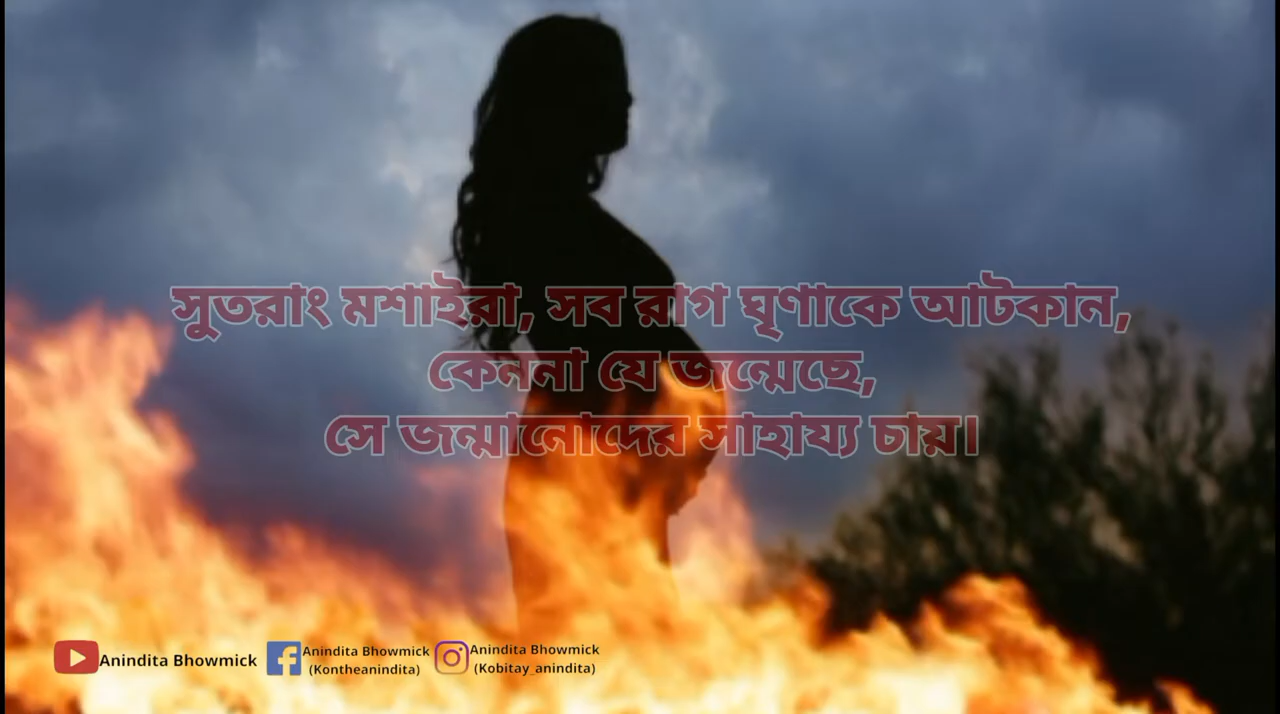 সুতরাং মশাইরা, সব রাগ ঘৃণাকে আটকান,
কেননা যে জন্মেছে,
সে জন্মানোদের সাহায্য চায়।
Anindita Bhowmick
Anindita Bhowmick
(Kontheanindita)
Anindita Bhowmick
(Kobitay_anindita)